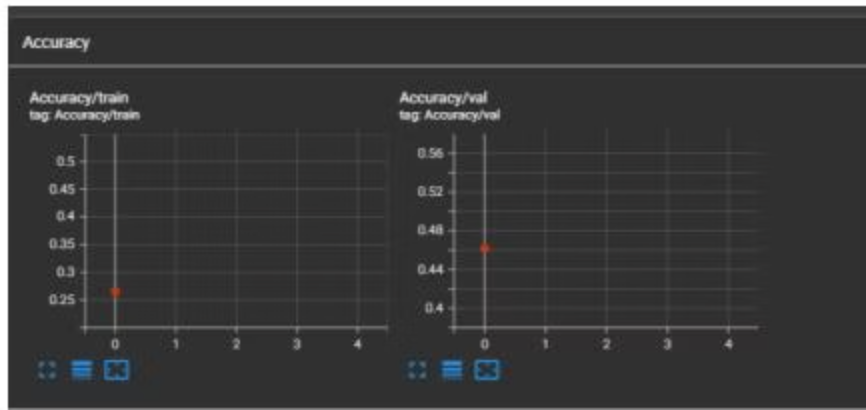 Accuracy
Accuracy/train
tag: Accuracy/train
0.5
0.45
0.4
0.35
0.3
0.25
0 1 2 3 4
Accuracy/val
tag: Accuracy/val
0.56
0.52
0.48
0.44
0.4
0 1 2 3 4